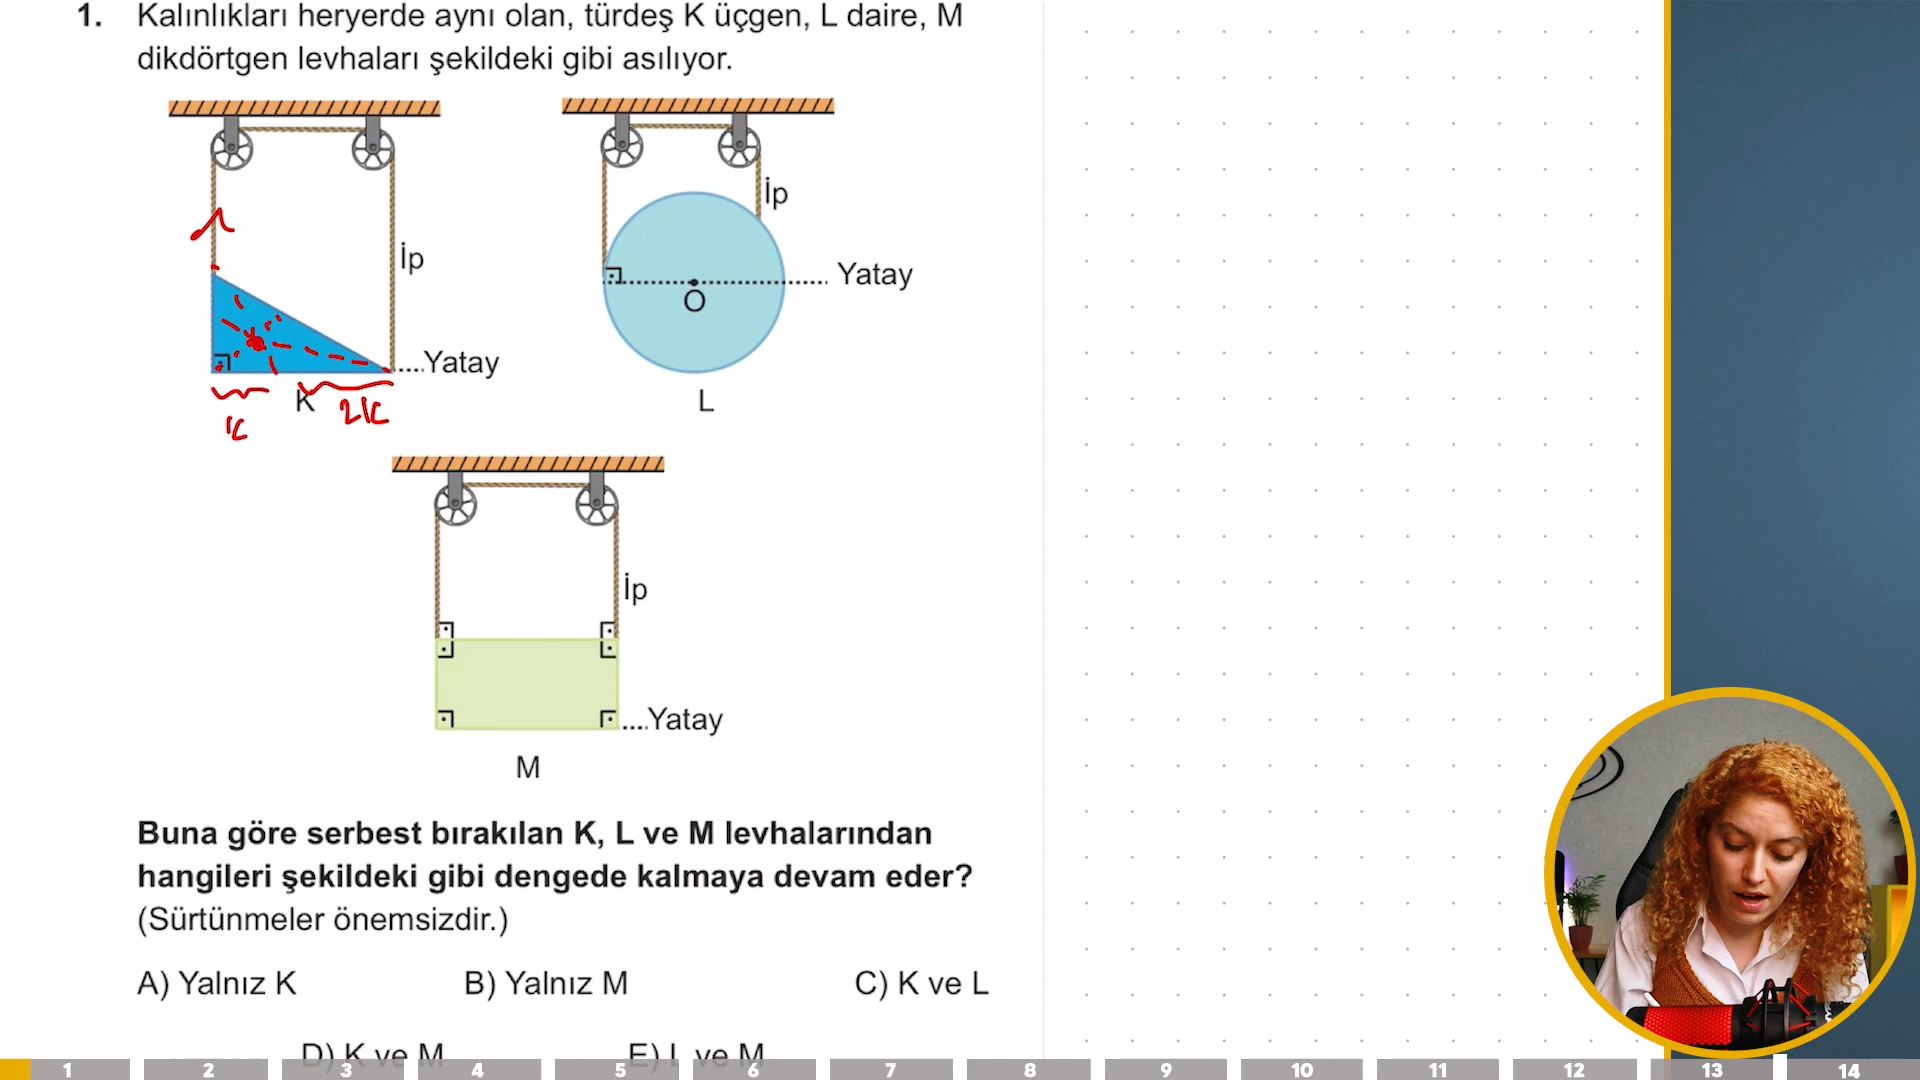 1. Kalınlıkları heryerde aynı olan, türdeş K üçgen, L daire, M
dikdörtgen levhaları şekildeki gibi asılıyor.
İp
İp
Yatay
O
....Yatay
K
L
K
2K
İp
....Yatay
M
Buna göre serbest bırakılan K, L ve M levhalarından
hangileri şekildeki gibi dengede kalmaya devam eder?
(Sürtünmeler önemsizdir.)
A) Yalnız K B) Yalnız M C) K ve L
D) K ve M E) L ve M
1 2 3 4 5 6 7 8 9 10 11 12 13 14